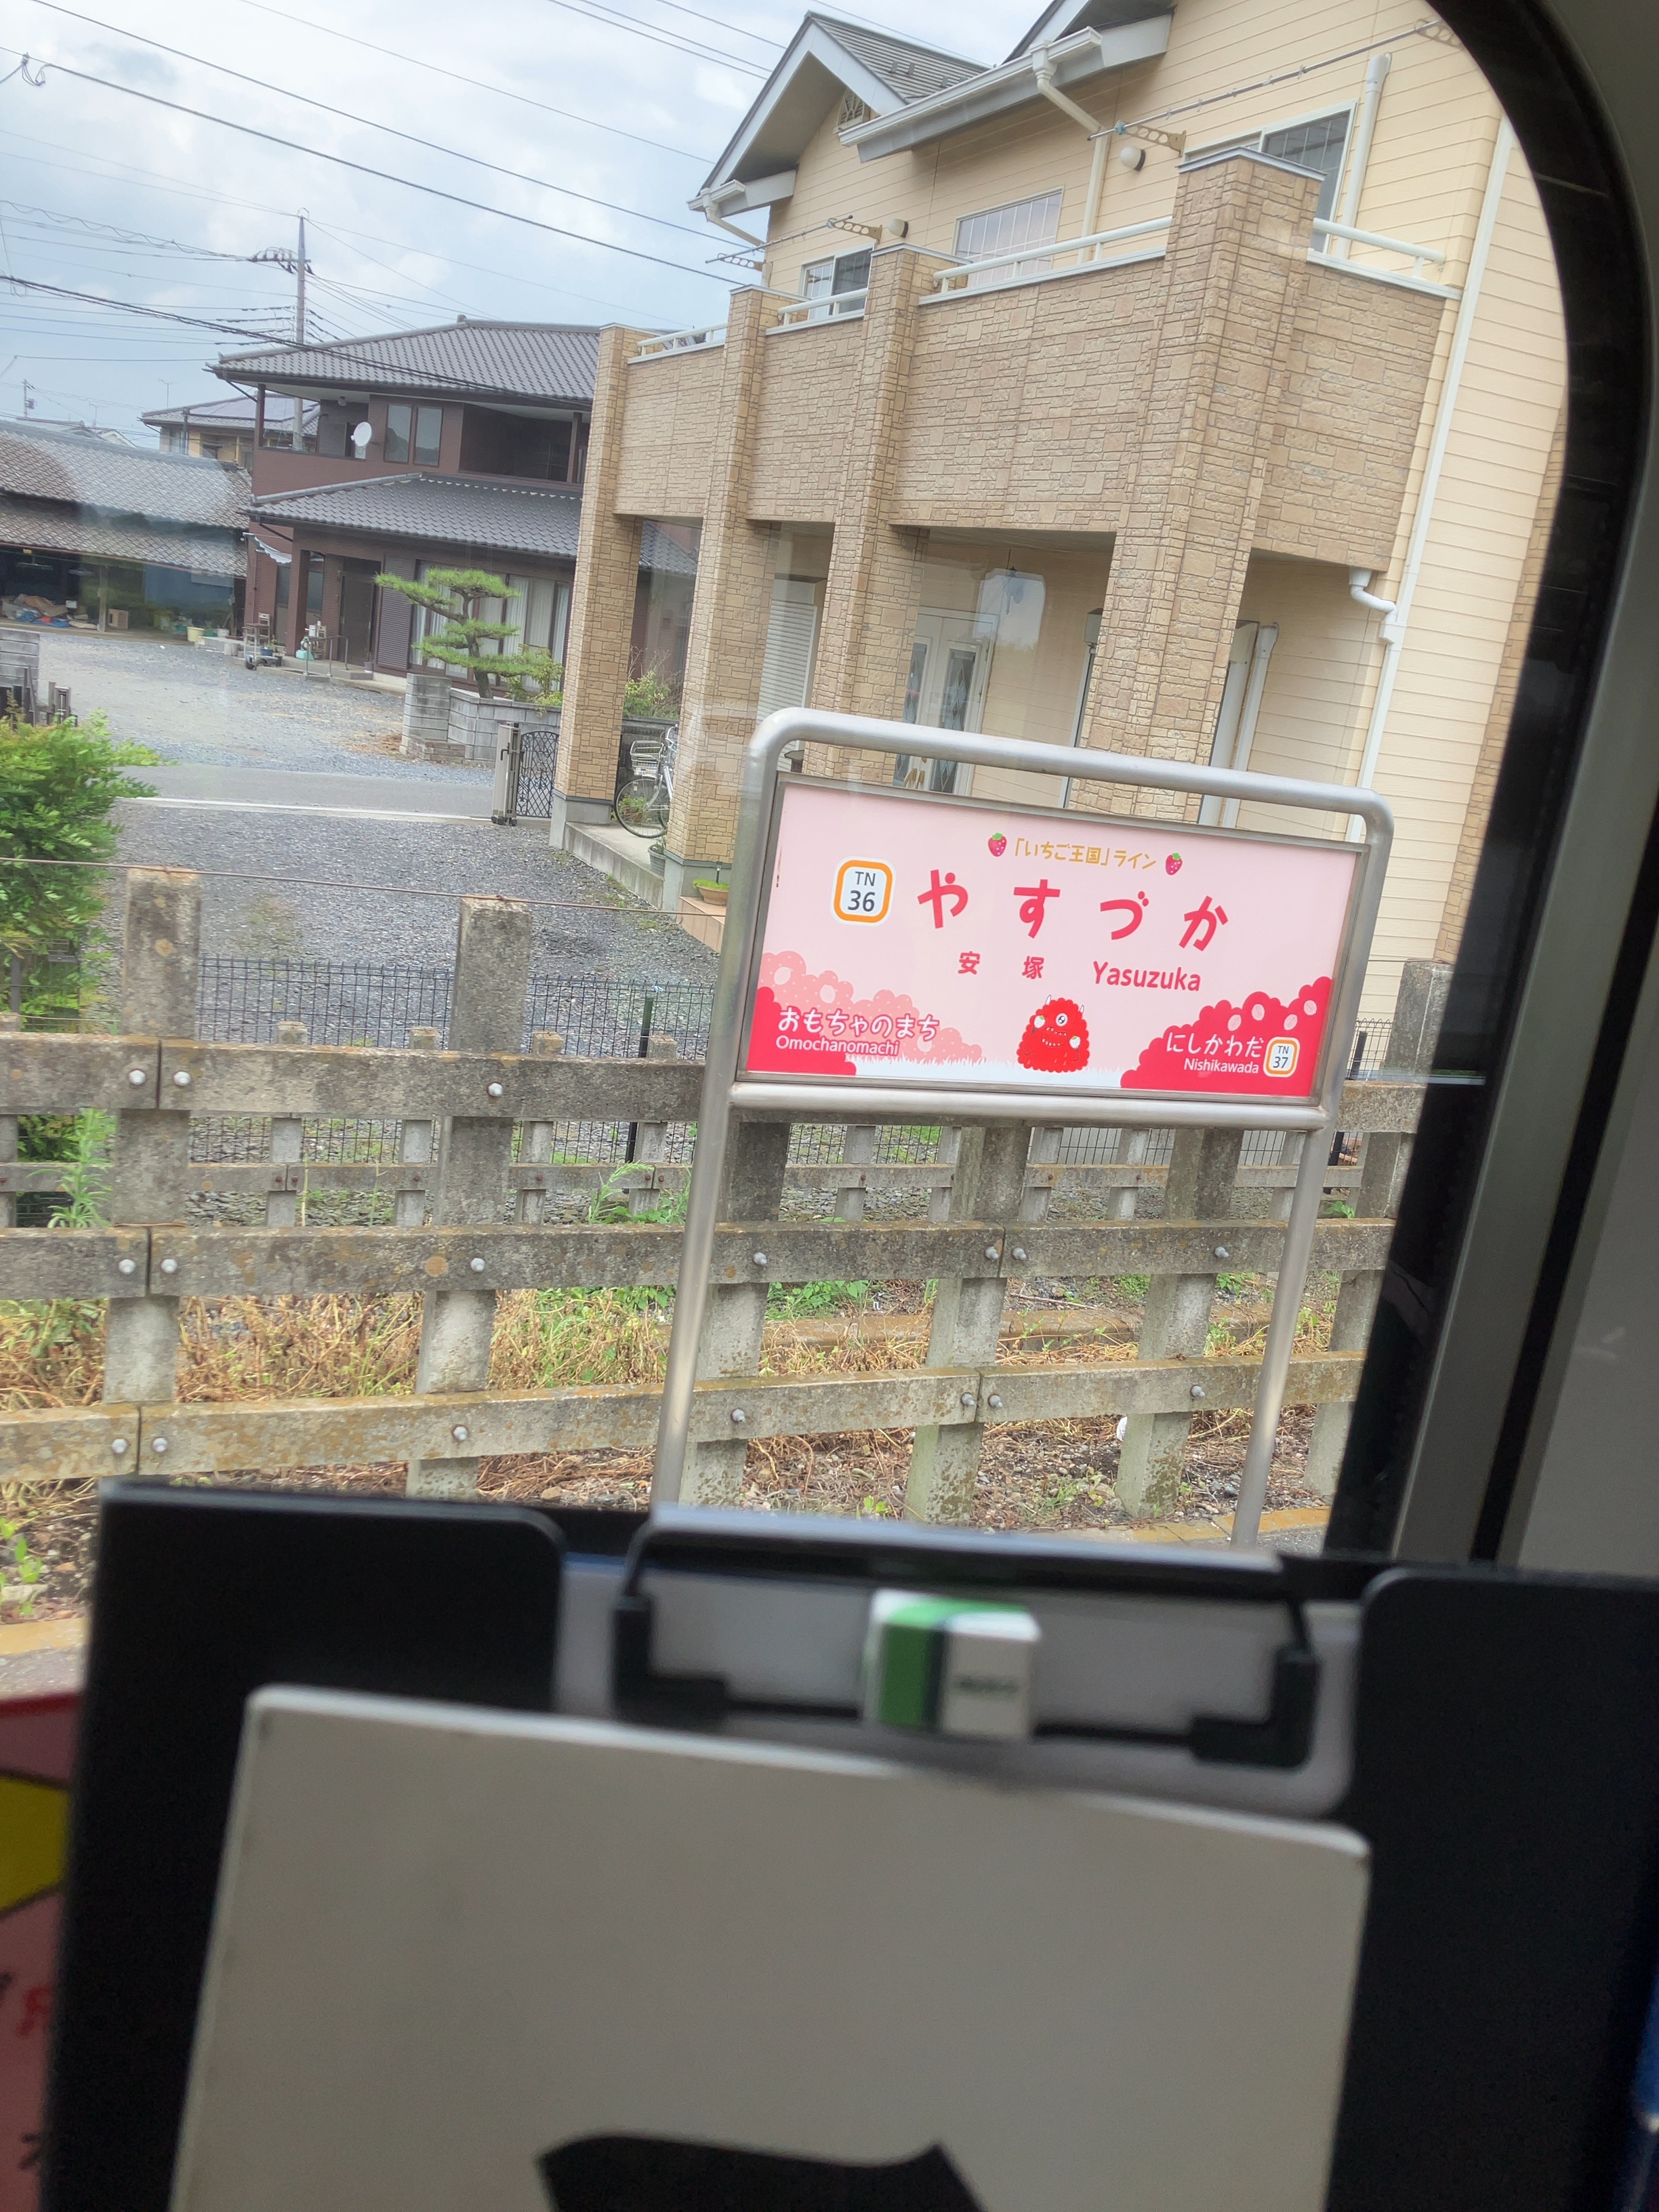 「いちご王国」ライン
TN
36
やすづか
安塚 Yasuzuka
おもちゃのまち
Omochanomachi
にしかわだ
Nishikawada
TN
37